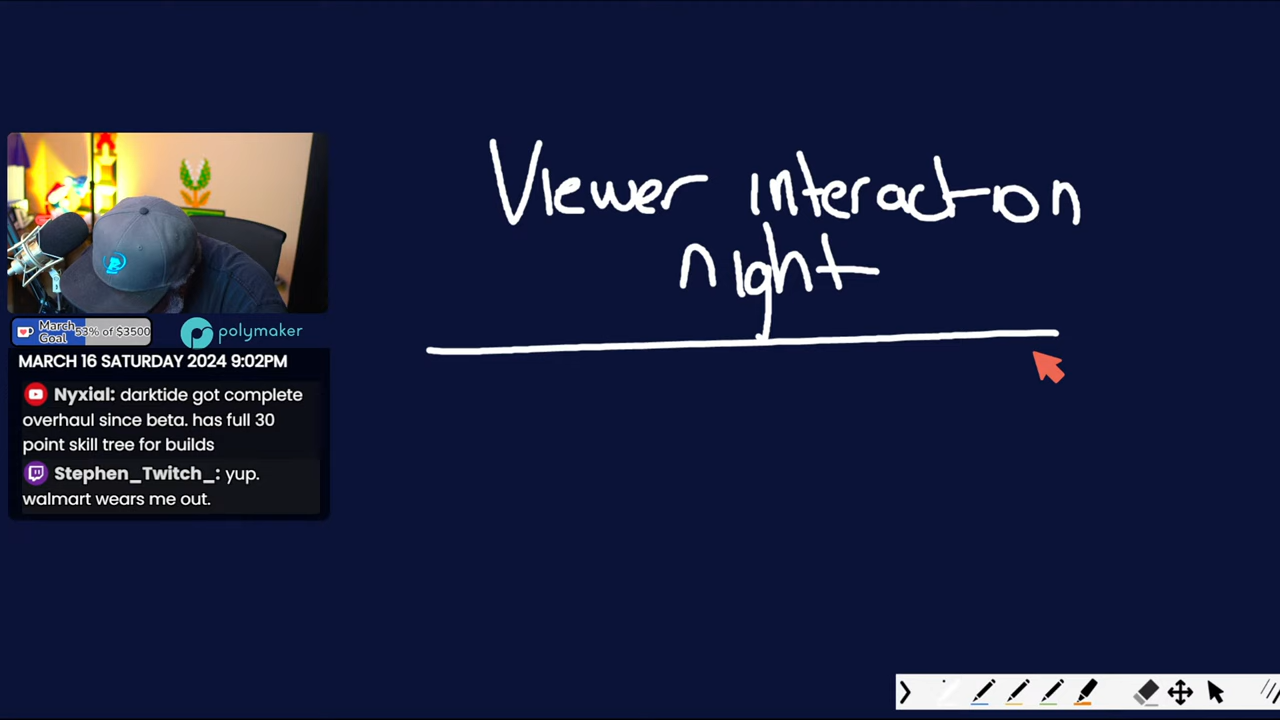 Viewer interaction
night
March
Goal
53% of $3500
polymaker
MARCH 16 SATURDAY 2024 9:02PM
Nyxial: darktide got complete
overhaul since beta. has full 30
point skill tree for builds
Stephen_Twitch_: yup.
walmart wears me out.